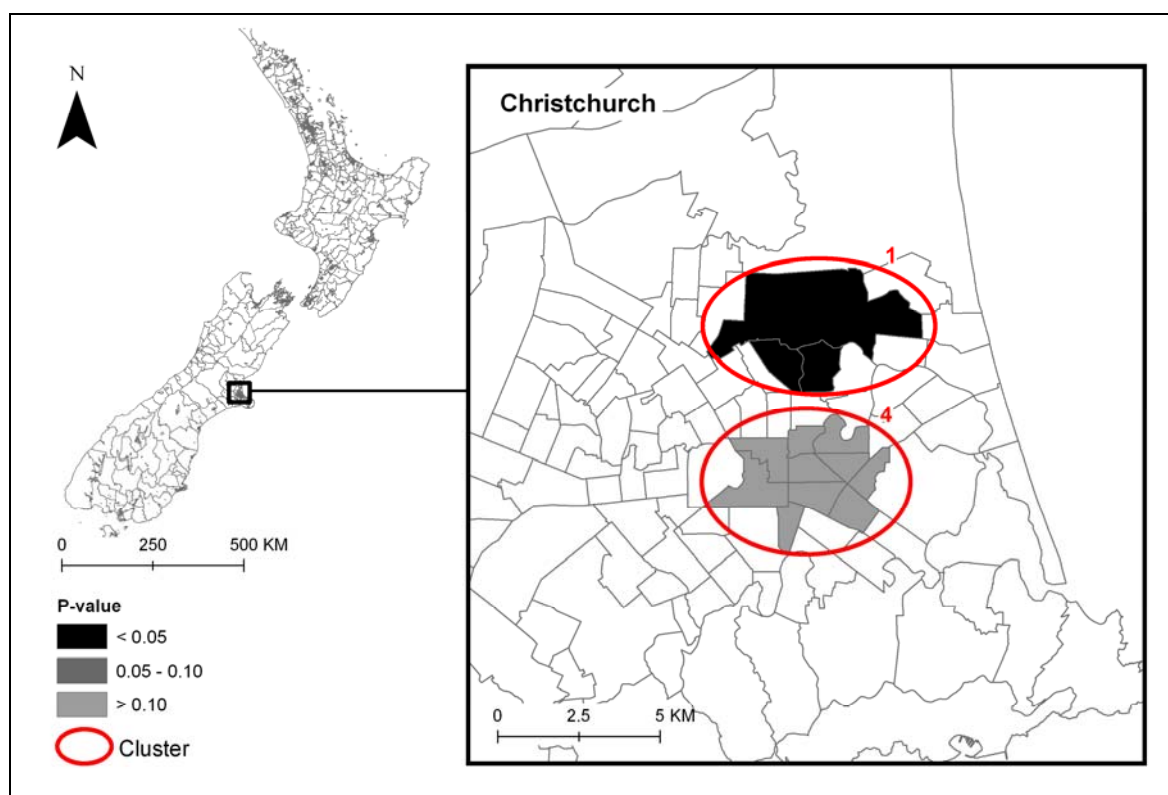 N
Christchurch
1
4
0 250 500 KM
P-value
< 0.05
0.05 - 0.10
> 0.10
Cluster
0 2.5 5 KM